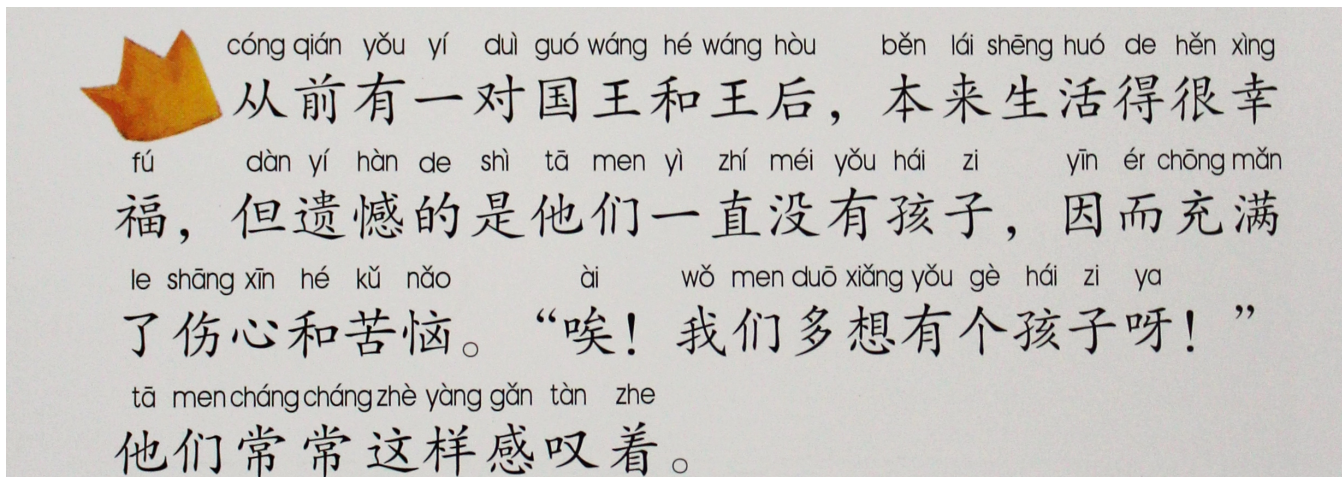 cóng qián yǒu yí duì guó wáng hé wáng hòu běn lái shēng huó de hěn xìng
从前有一对国王和王后，本来生活得很幸
fú dàn yí hàn de shì tā men yì zhí méi yǒu hái zi yīn ér chōng mǎn
福，但遗憾的是他们一直没有孩子，因而充满
le shāng xīn hé kǔ nǎo ài wǒ men duō xiǎng yǒu gè hái zi ya
了伤心和苦恼。“唉！我们多想有个孩子呀！”
tā men cháng cháng zhè yàng gǎn tàn zhe
他们常常这样感叹着。